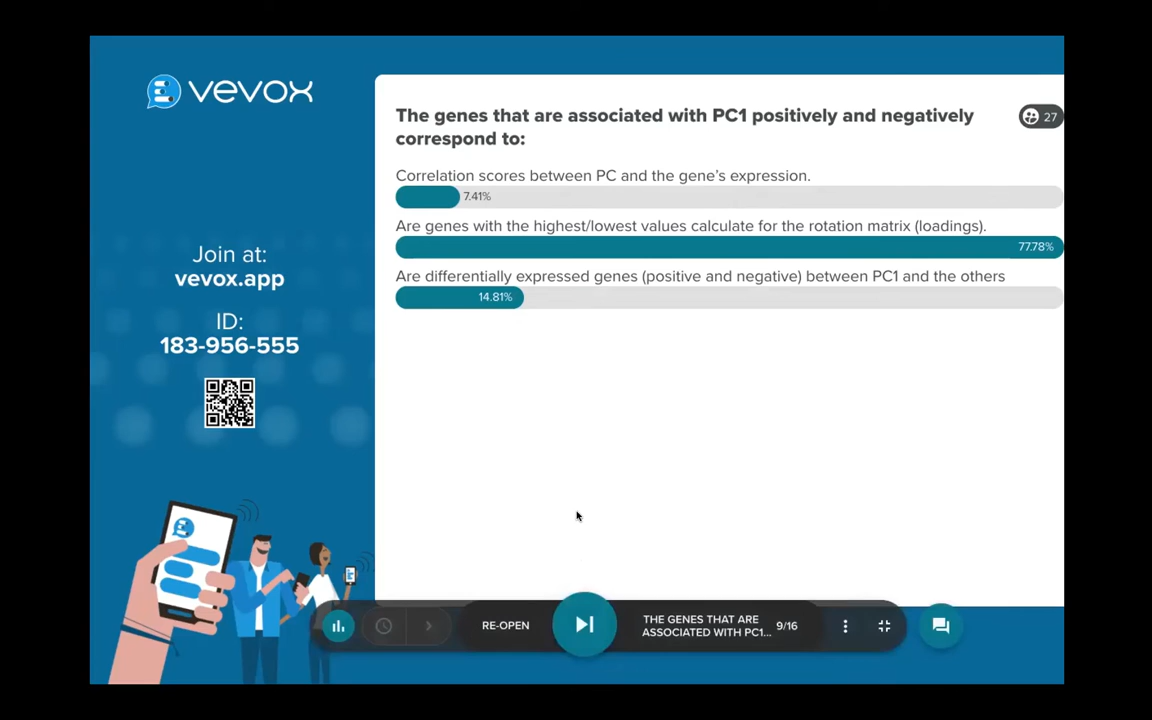 vevox
The genes that are associated with PC1 positively and negatively
correspond to:
27
Correlation scores between PC and the gene's expression.
7.41%
Are genes with the highest/lowest values calculate for the rotation matrix (loadings).
77.78%
Are differentially expressed genes (positive and negative) between PC1 and the others
14.81%
Join at:
vevox.app
ID:
183-956-555
RE-OPEN
THE GENES THAT ARE
ASSOCIATED WITH PC1...
9/16